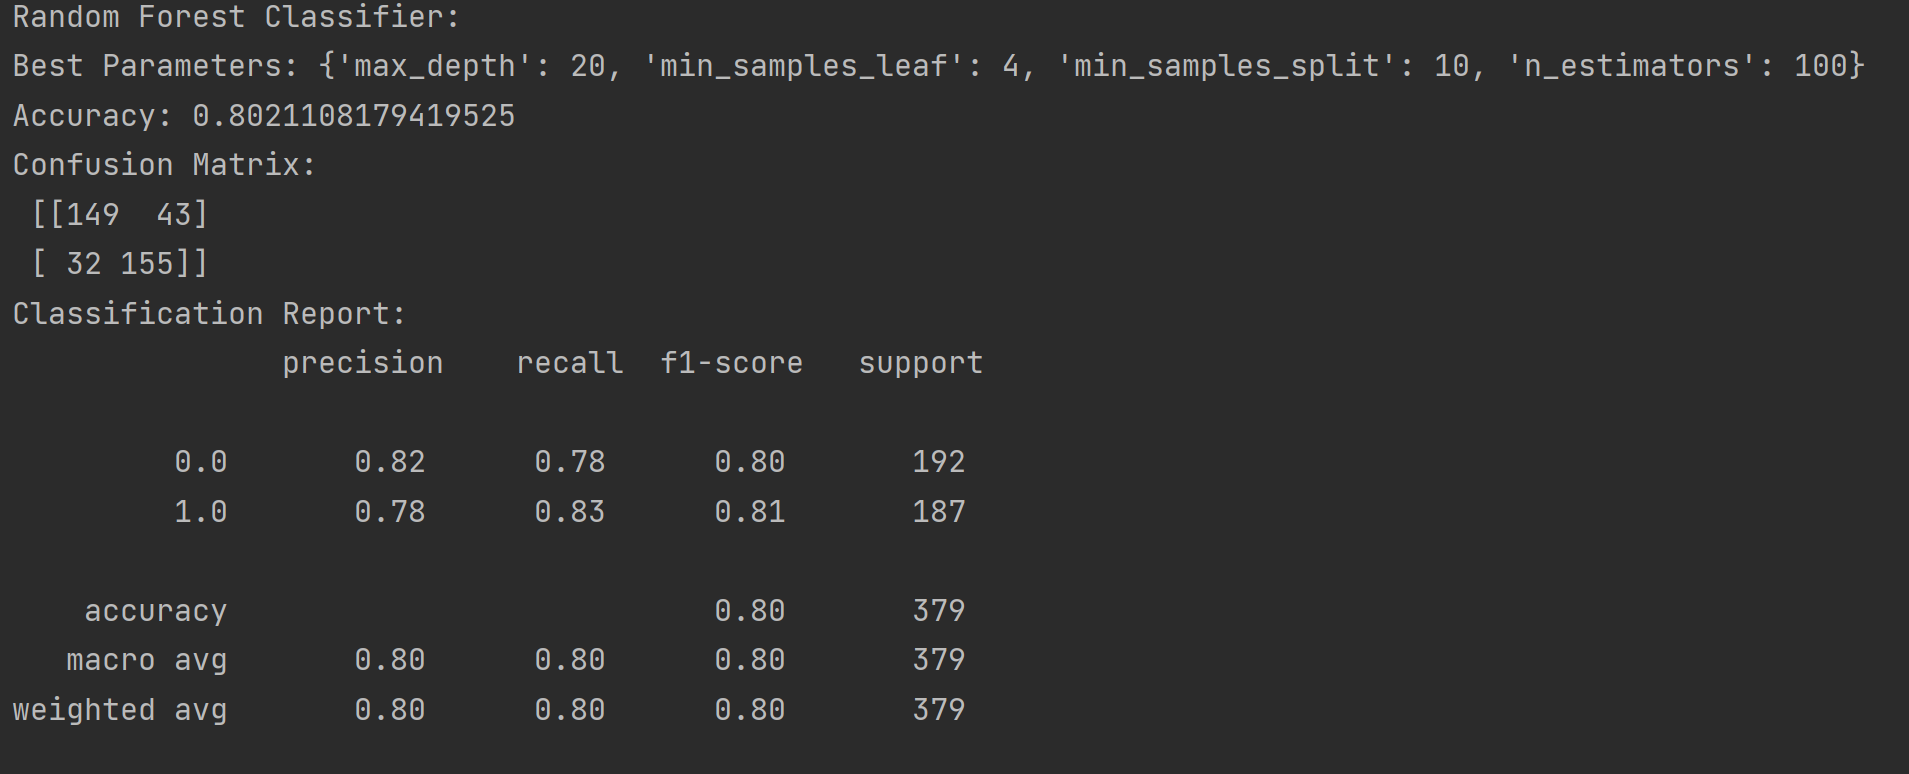 Random Forest Classifier:
Best Parameters: {'max_depth': 20, 'min_samples_leaf': 4, 'min_samples_split': 10, 'n_estimators': 100}
Accuracy: 0.8021108179419525
Confusion Matrix:
 [[149  43]
 [ 32 155]]
Classification Report:
               precision    recall  f1-score   support

         0.0       0.82      0.78      0.80       192
         1.0       0.78      0.83      0.81       187

    accuracy                           0.80       379
   macro avg       0.80      0.80      0.80       379
weighted avg       0.80      0.80      0.80       379